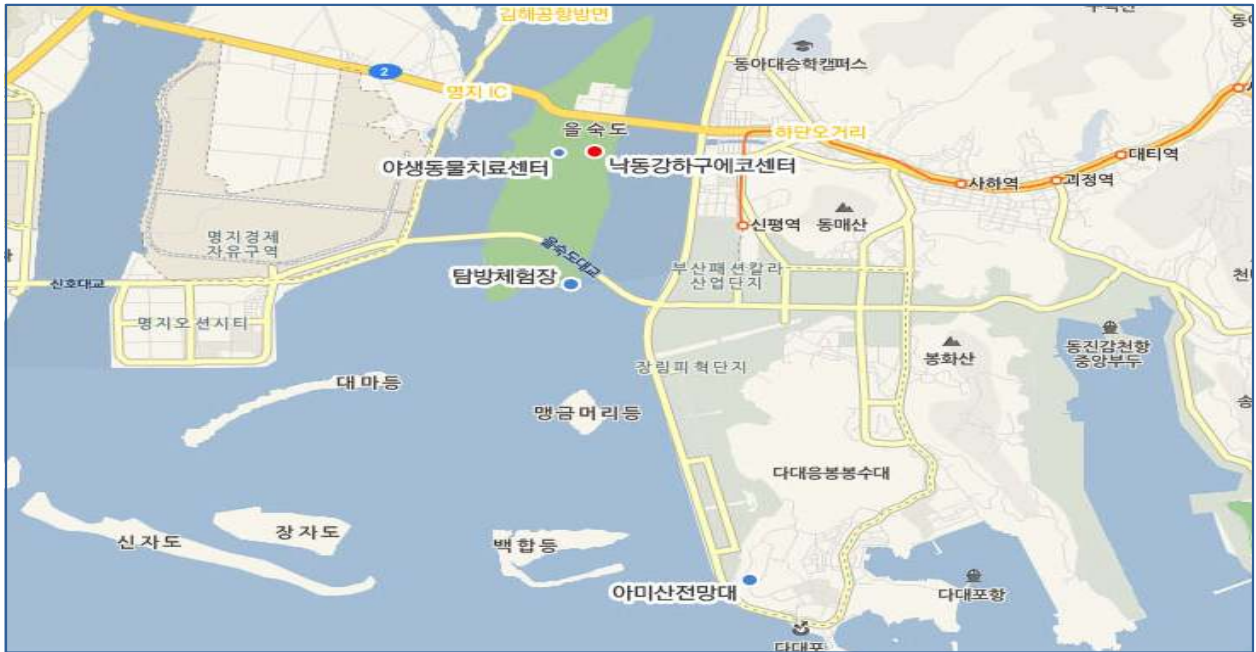 김해공항방면
동아대승학캠퍼스
2
명지 IC
을숙도
하단오거리
야생동물치료센터
낙동강하구에코센터
대티역
사하역
괴정역
신평역
동매산
명지경제
자유구역
을숙도대교
부산패션칼라
산업단지
탐방체험장
신호대교
명지오션시티
동진감천항
중앙부두
봉화산
장림피혁단지
대마등
맹금머리등
다대응봉봉수대
신자도
장자도
백합등
아미산전망대
다대포항
다대포